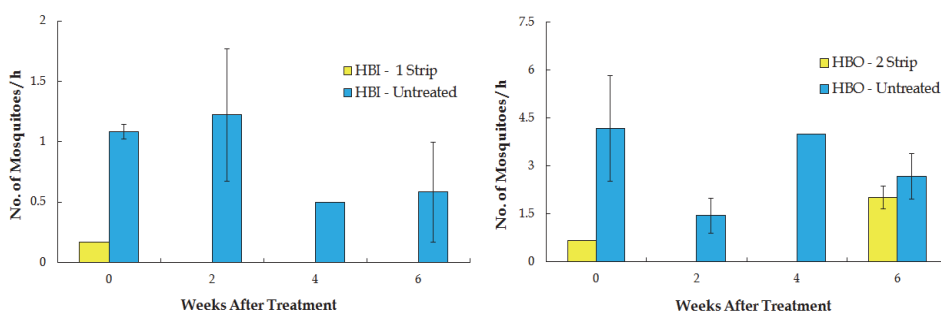 2
1.5
1
0.5
0
No. of Mosquitoes/h
HBI - 1 Strip
HBI - Untreated
0 2 4 6
Weeks After Treatment
7.5
6
4.5
3
1.5
0
No. of Mosquitoes/h
HBO - 2 Strip
HBO - Untreated
0 2 4 6
Weeks After Treatment